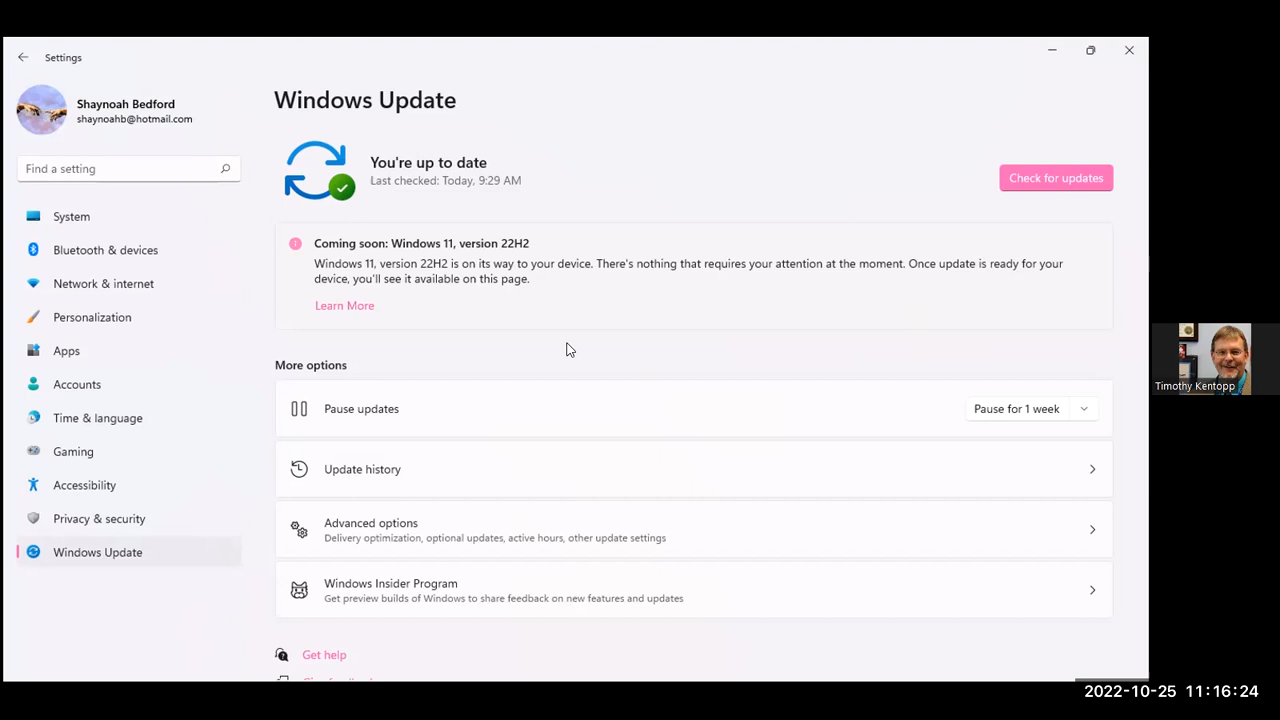 Settings
Shaynoah Bedford
shaynoahb@hotmail.com
Find a setting
System
Bluetooth & devices
Network & internet
Personalization
Apps
Accounts
Time & language
Gaming
Accessibility
Privacy & security
Windows Update
Windows Update
You're up to date
Last checked: Today, 9:29 AM
Check for updates
Coming soon: Windows 11, version 22H2
Windows 11, version 22H2 is on its way to your device. There's nothing that requires your attention at the moment. Once update is ready for your
device, you'll see it available on this page.
Learn More
More options
Pause updates
Pause for 1 week
Update history
Advanced options
Delivery optimization, optional updates, active hours, other update settings
Windows Insider Program
Get preview builds of Windows to share feedback on new features and updates
Get help
Timothy Kentopp
2022-10-25 11:16:24